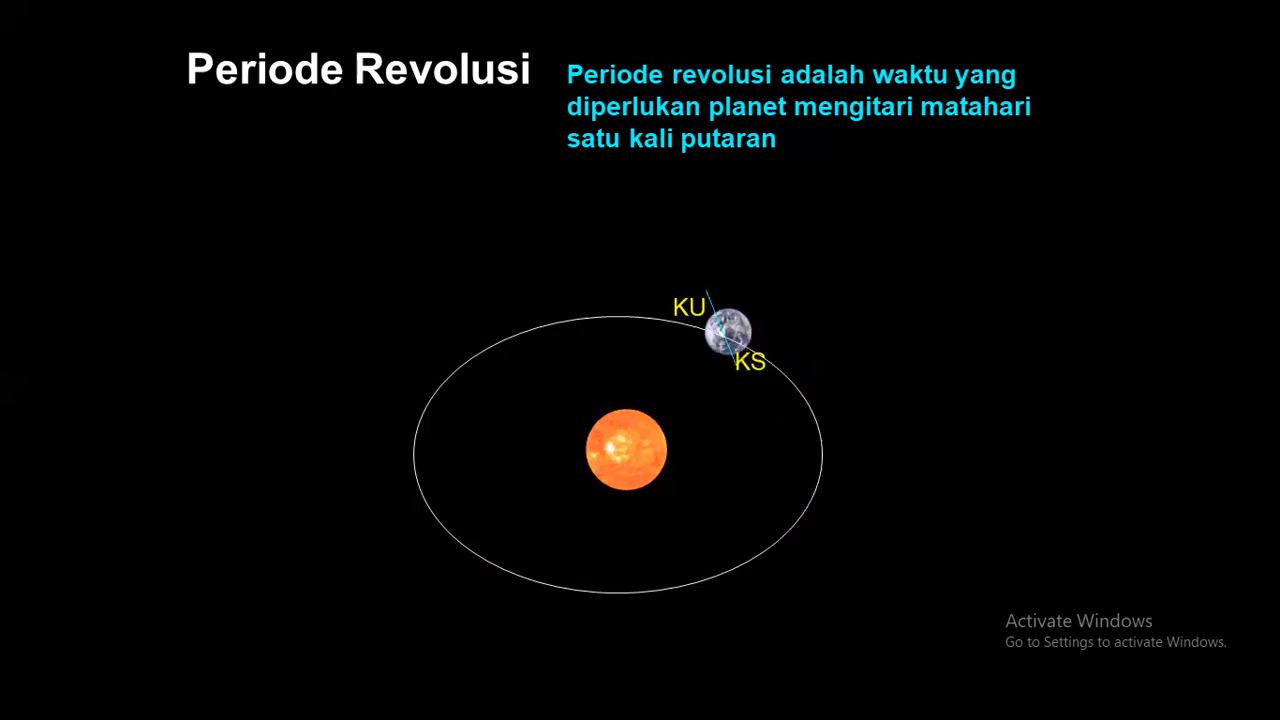 Periode Revolusi
Periode revolusi adalah waktu yang
diperlukan planet mengitari matahari
satu kali putaran
KU
KS
Activate Windows
Go to Settings to activate Windows.